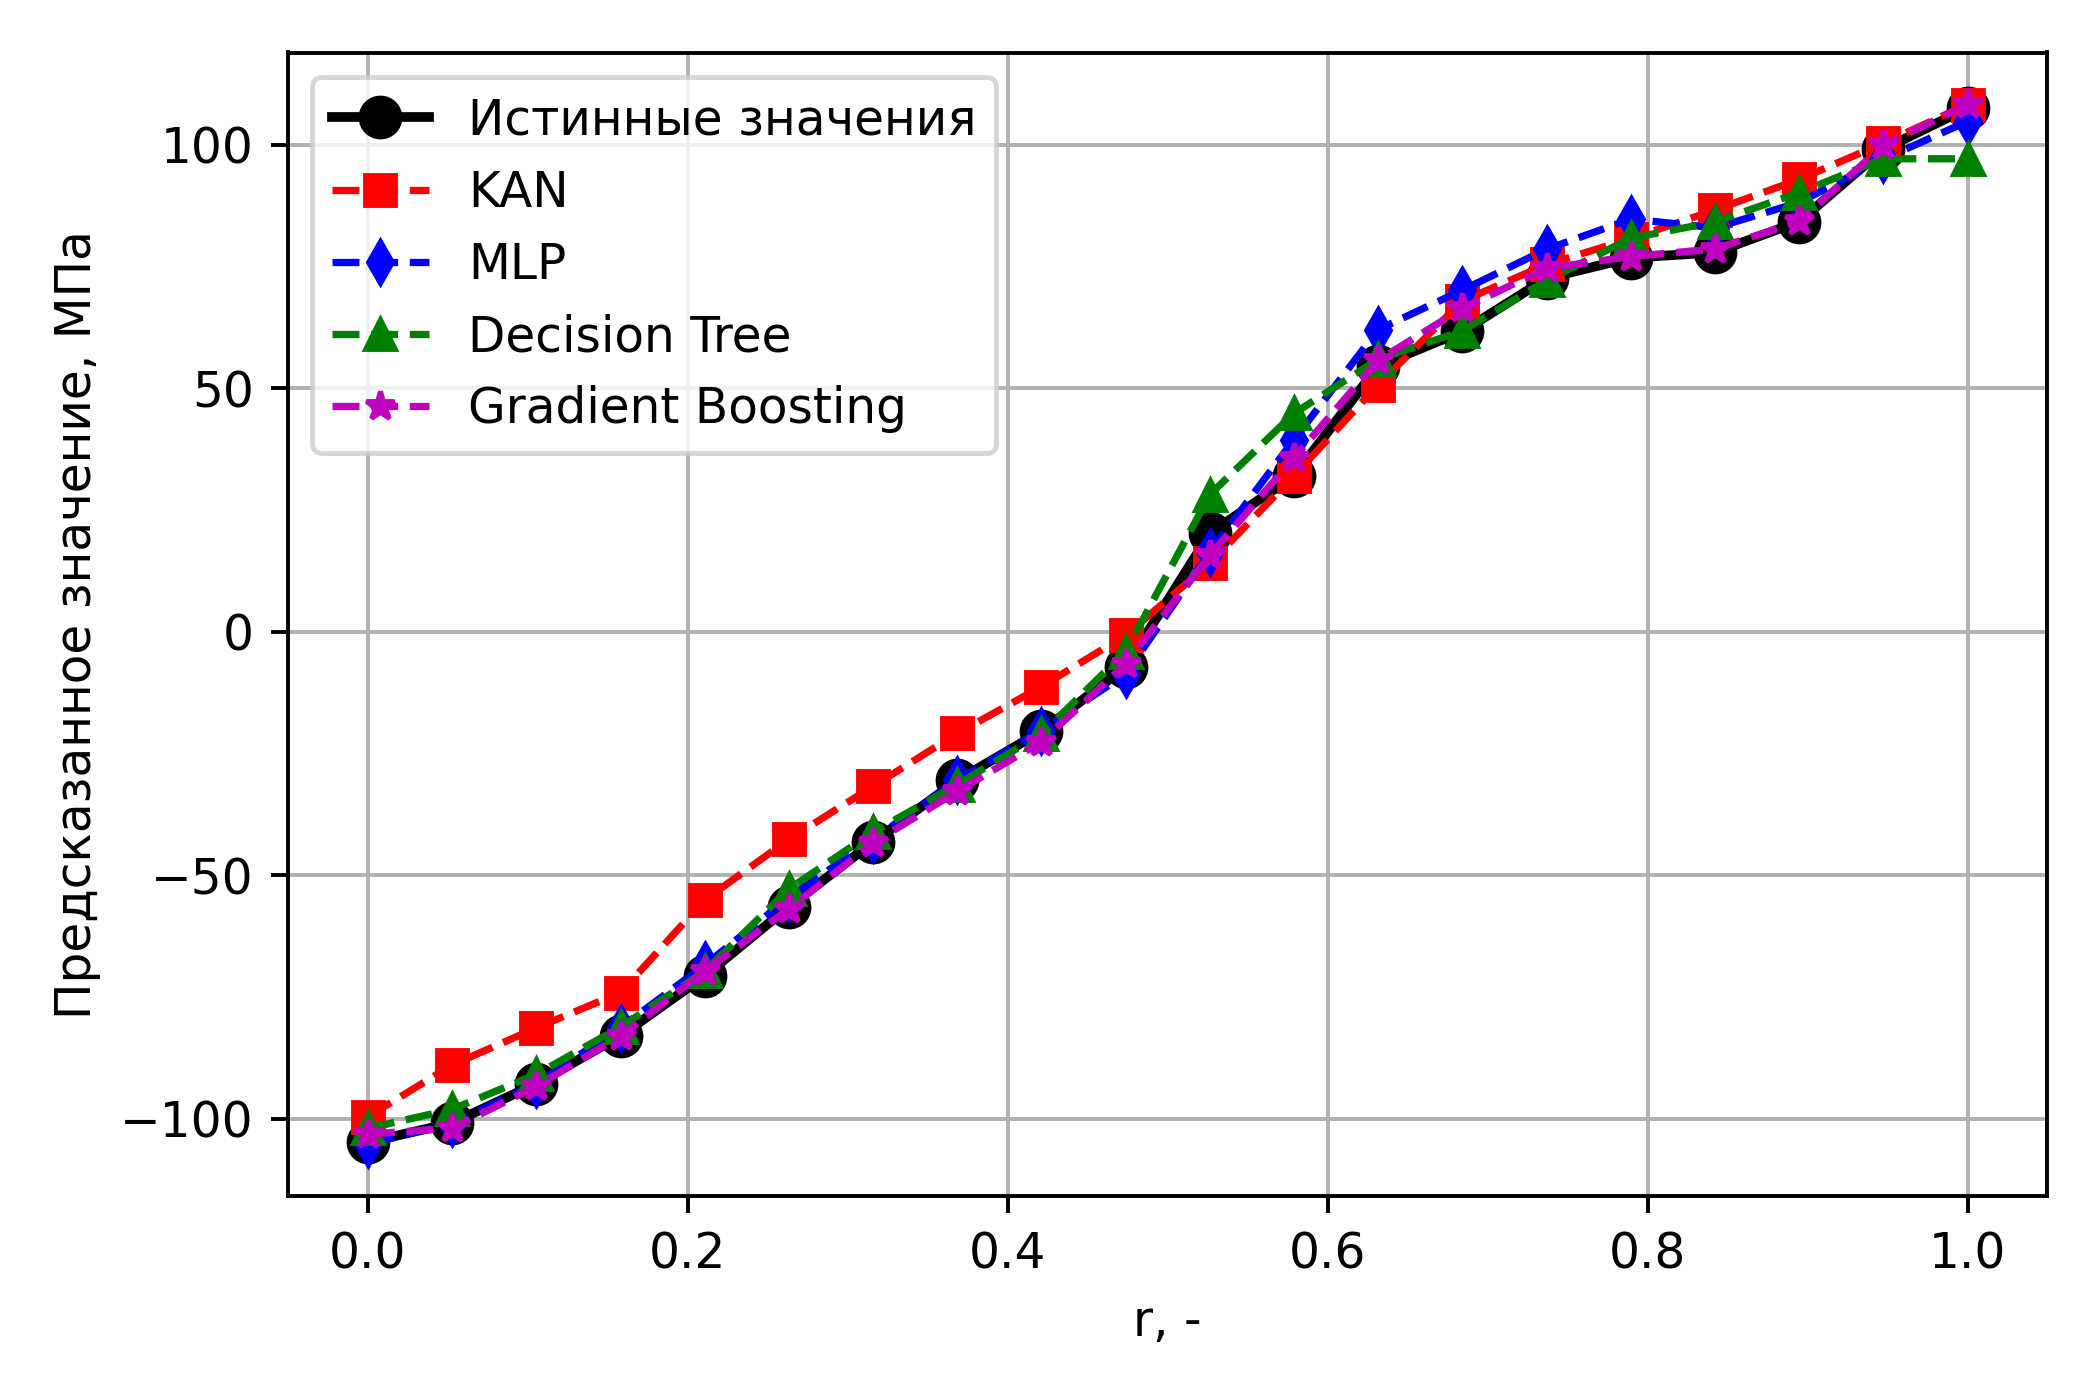 Истинные значения
KAN
MLP
Decision Tree
Gradient Boosting
Предсказанное значение, МПа
100
50
0
−50
−100
0.0 0.2 0.4 0.6 0.8 1.0
r, -